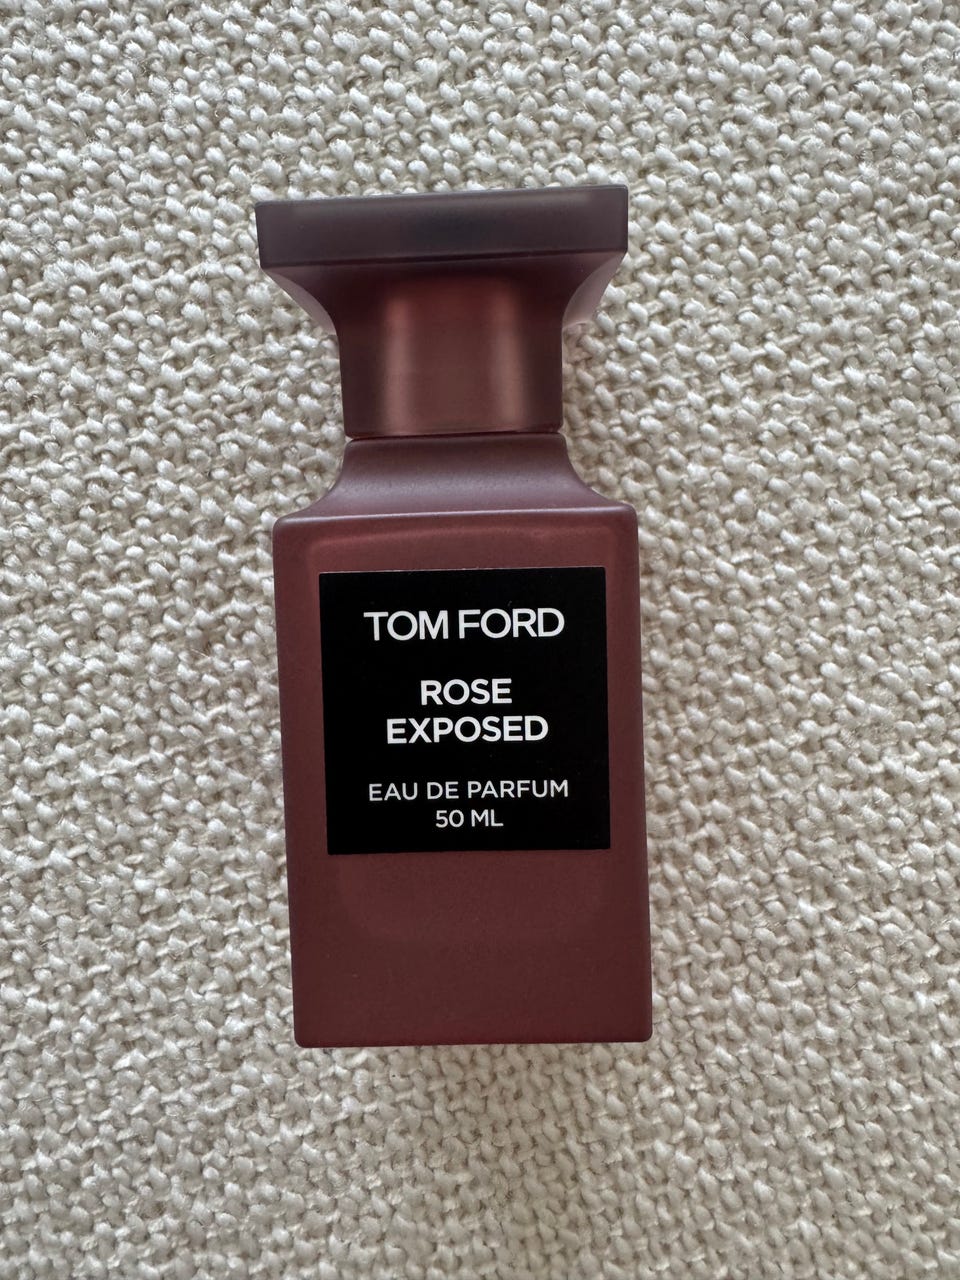 TOM FORD
ROSE
EXPOSED
EAU DE PARFUM
50 ML